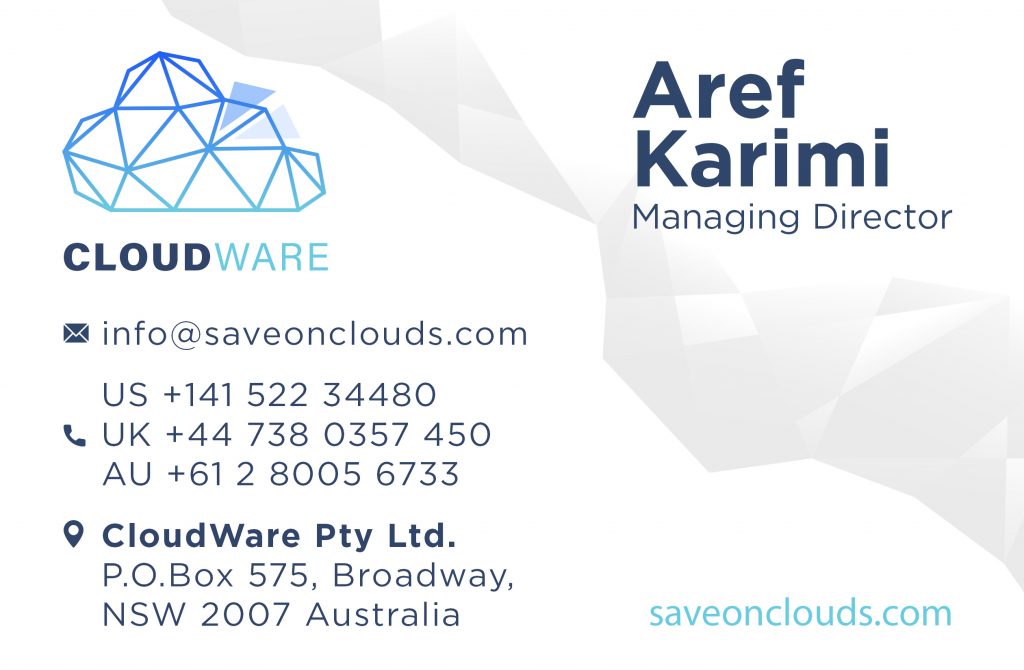 CLOUDWARE
Aref
Karimi
Managing Director
info@saveonclouds.com
US +141 522 34480
UK +44 738 0357 450
AU +61 2 8005 6733
CloudWare Pty Ltd.
P.O.Box 575, Broadway,
NSW 2007 Australia
saveonclouds.com